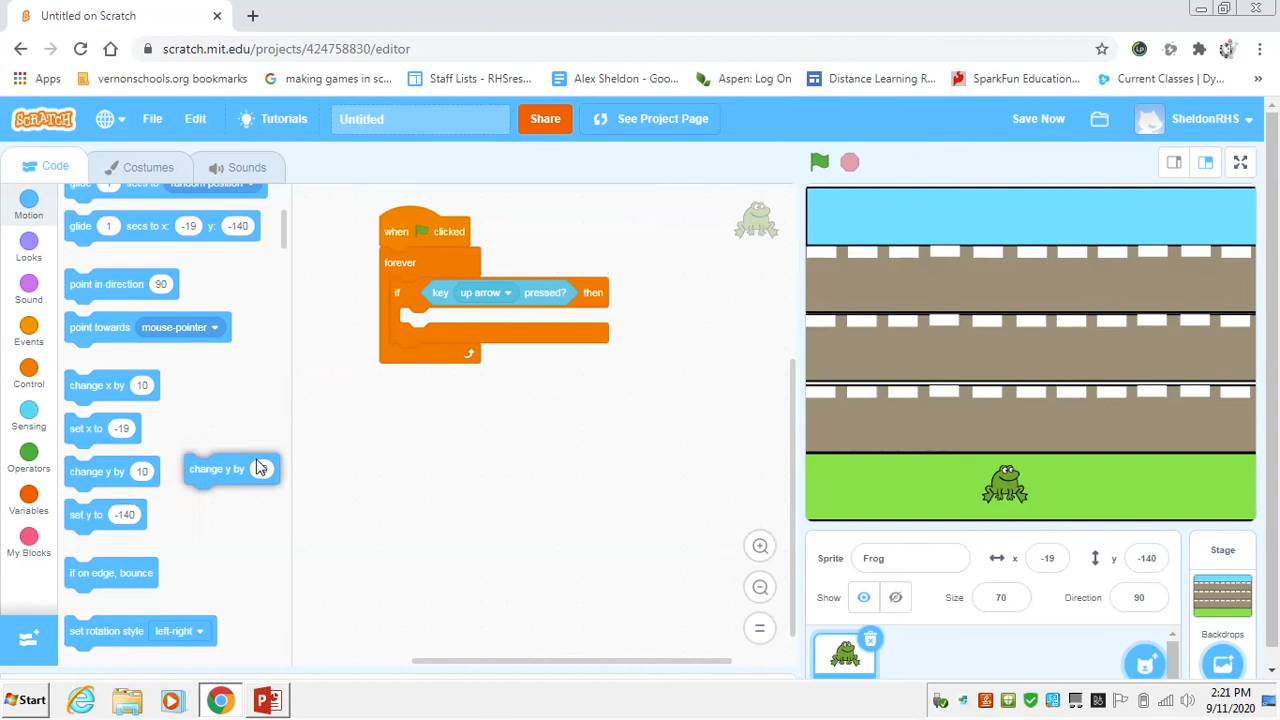 Untitled on Scratch
scratch.mit.edu/projects/424758830/editor
Apps
vernonschools.org bookmarks
making games in sc...
Staff Lists - RHSres...
Alex Sheldon - Goo...
Aspen: Log On
Distance Learning R...
SparkFun Education...
Current Classes | Dy...
»
SCRATCH
File
Edit
Tutorials
Untitled
Share
See Project Page
Save Now
SheldonRHS
Code
Costumes
Sounds
Motion
Looks
Sound
Events
Control
Sensing
Operators
Variables
My Blocks
glide 1 secs to random position
glide 1 secs to x: -19 y: -140
point in direction 90
point towards mouse-pointer
change x by 10
set x to -19
change y by 10
set y to -140
if on edge, bounce
set rotation style left-right
change y by
when clicked
forever
if key up arrow pressed? then
Sprite
Frog
x -19
y -140
Show
Size 70
Direction 90
Stage
Backdrops
Start
2:21 PM
9/11/2020